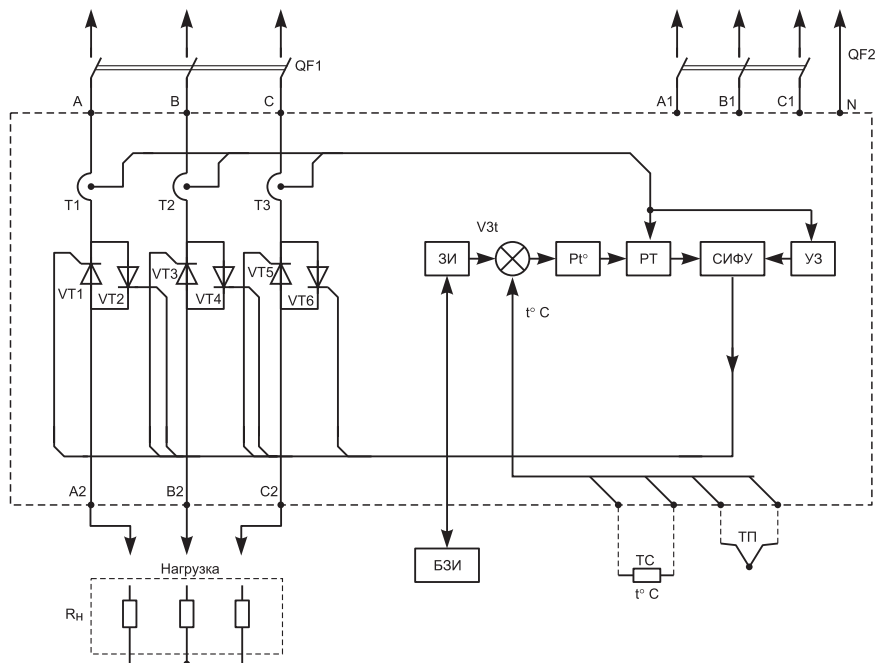 QF1
QF2
A
B
C
A1
B1
C1
N
T1
T2
T3
VT1
VT2
VT3
VT4
VT5
VT6
V3t
ЗИ
Pt°
РТ
СИФУ
УЗ
t° C
A2
B2
C2
Нагрузка
Rн
БЗИ
ТС
t° C
ТП